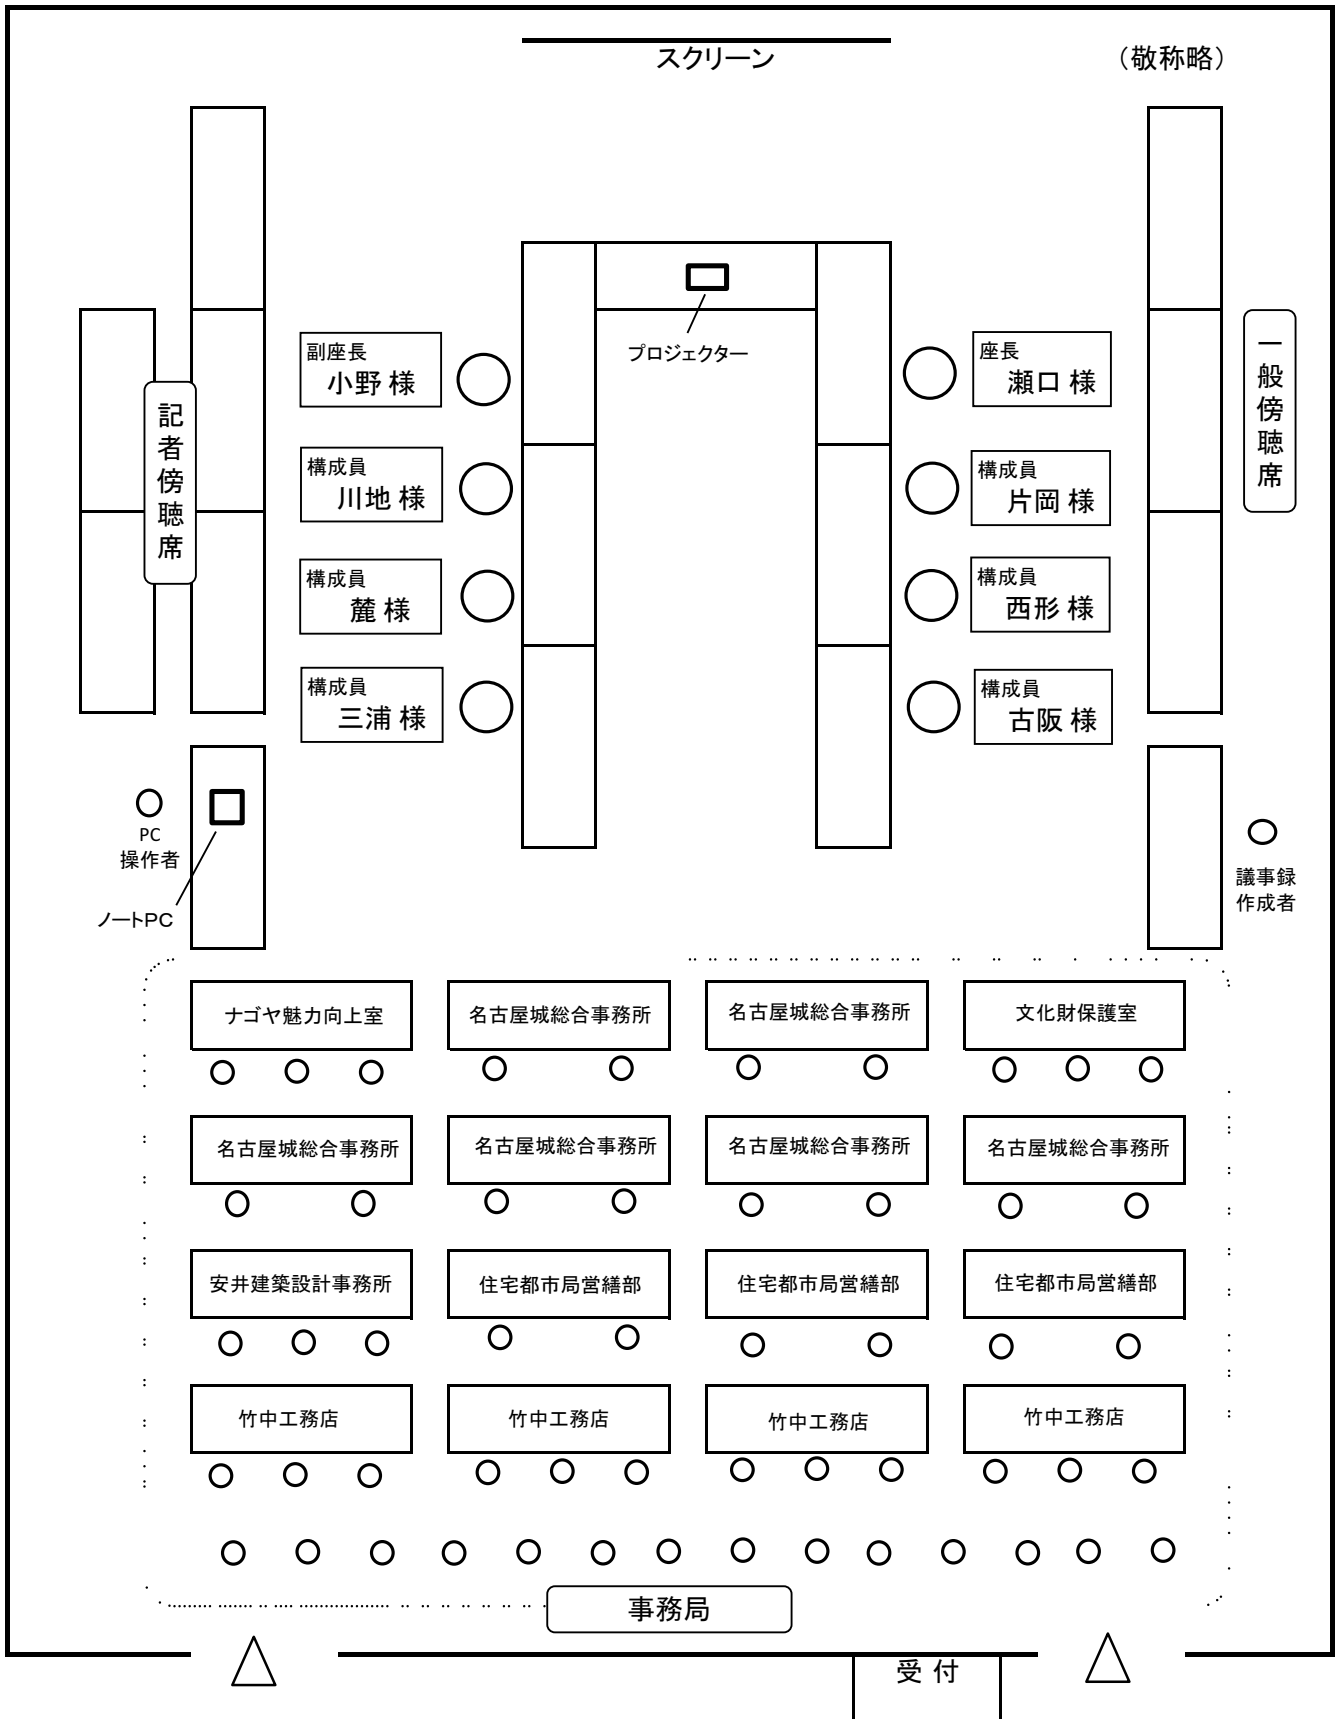 スクリーン
（敬称略）
プロジェクター
副座長
小野 様
座長
瀬口 様
一般傍聴席
記者傍聴席
構成員
川地 様
構成員
片岡 様
構成員
麓 様
構成員
西形 様
構成員
三浦 様
構成員
古阪 様
PC
操作者
ノートPC
議事録
作成者
ナゴヤ魅力向上室
名古屋城総合事務所
名古屋城総合事務所
文化財保護室
名古屋城総合事務所
名古屋城総合事務所
名古屋城総合事務所
名古屋城総合事務所
安井建築設計事務所
住宅都市局営繕部
住宅都市局営繕部
住宅都市局営繕部
竹中工務店
竹中工務店
竹中工務店
竹中工務店
事務局
受 付